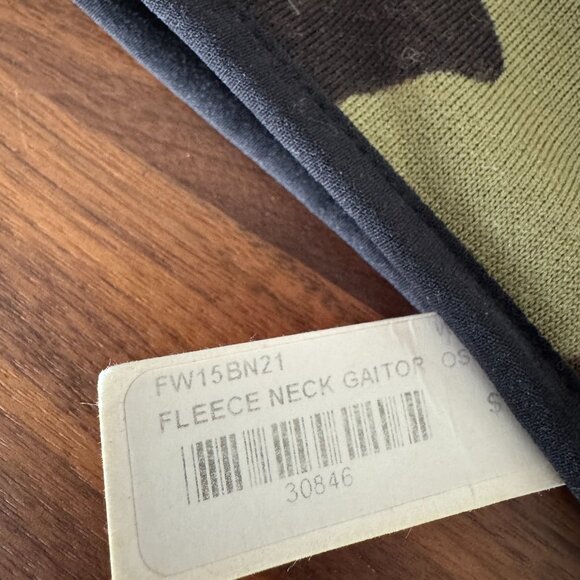 FW15BN21
FLEECE NECK GAITOR OS
$
30846